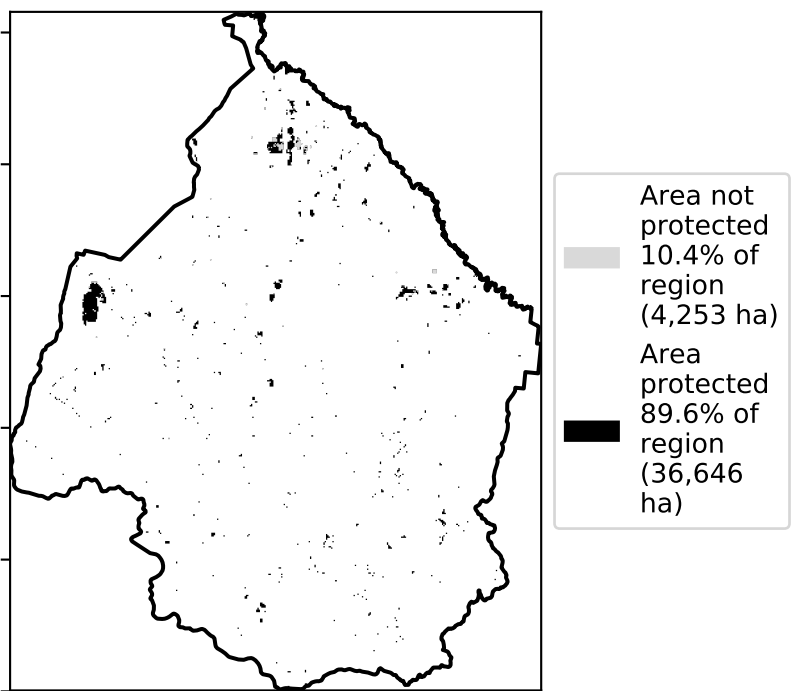 Area not
protected
10.4% of
region
(4,253 ha)
Area
protected
89.6% of
region
(36,646
ha)